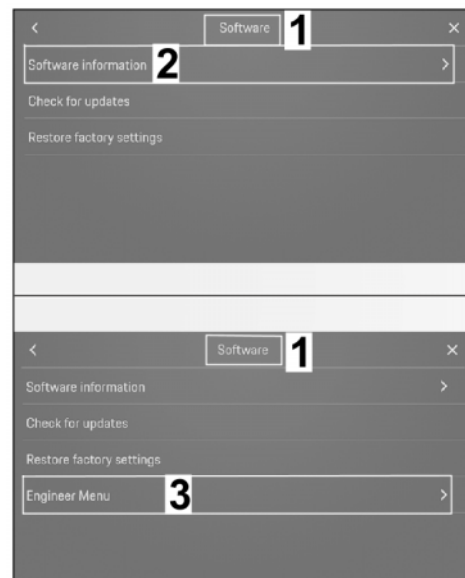 Software 1
Software information 2
Check for updates
Restore factory settings
Software 1
Software information
Check for updates
Restore factory settings
Engineer Menu 3